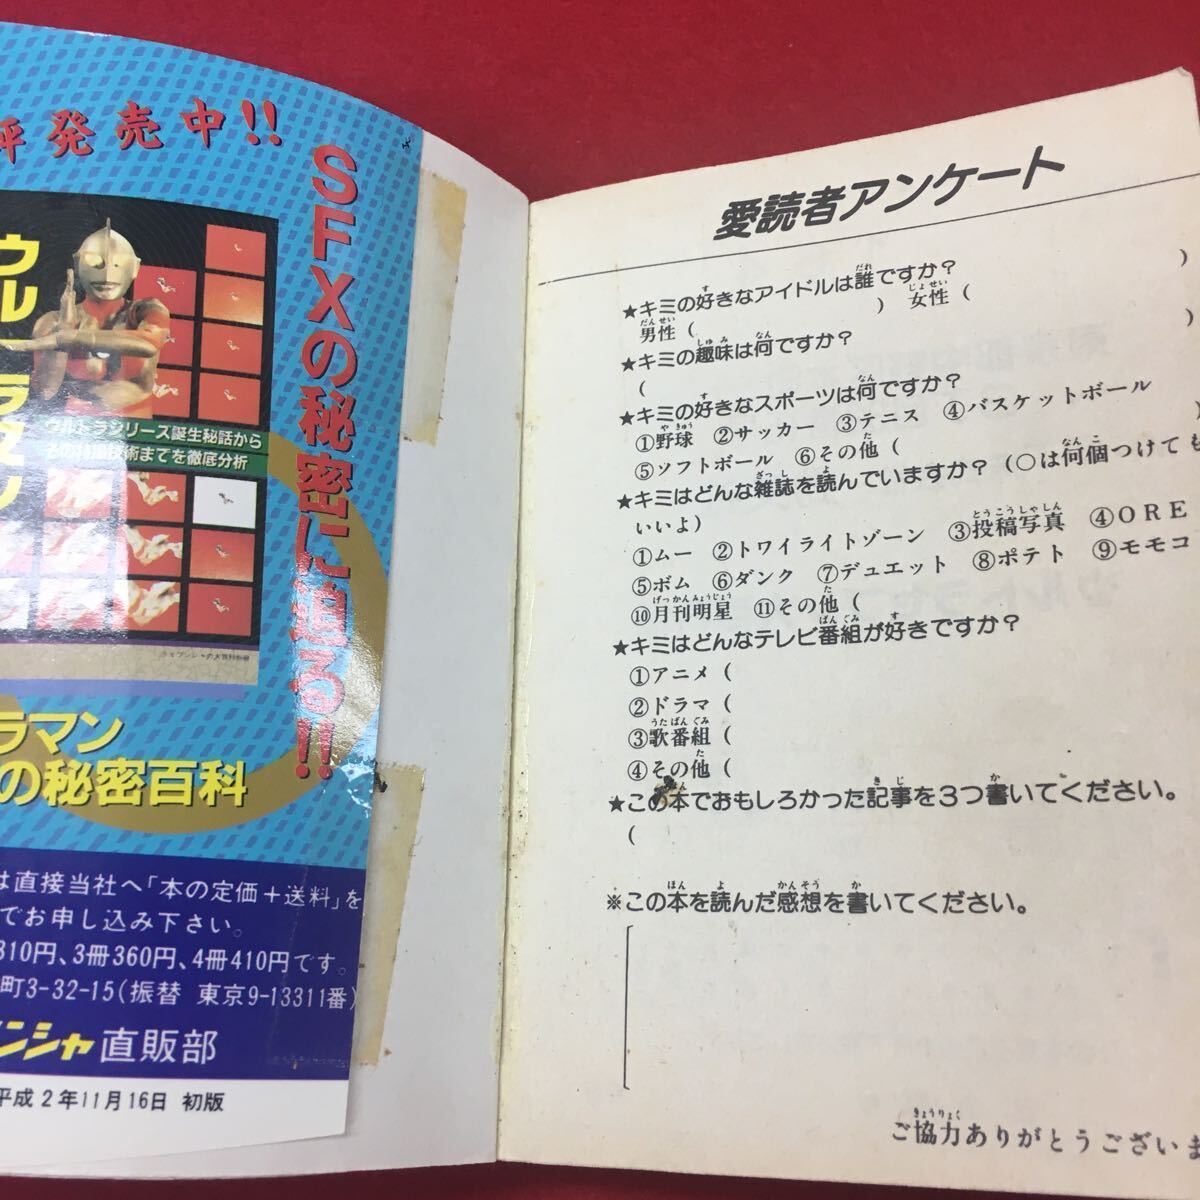 評発売中!!
SFXの秘密に迫る!!
ウルトラマン
ウルトラシリーズ誕生秘話から
その特撮技術までを徹底分析
ラマン
の秘密百科
は直接当社へ「本の定価+送料」を
でお申し込み下さい。
310円、3冊360円、4冊410円です。
町3-32-15(振替 東京9-13311番)
ブンシャ直販部
平成2年11月16日 初版
愛読者アンケート
★キミの好きなアイドルは誰ですか?
男性( ) 女性( )
★キミの趣味は何ですか?
( )
★キミの好きなスポーツは何ですか?
①野球 ②サッカー ③テニス ④バスケットボール
⑤ソフトボール ⑥その他( )
★キミはどんな雑誌を読んでいますか?(○は何個つけても
いいよ)
①ムー ②トワイライトゾーン ③投稿写真 ④ORE
⑤ボム ⑥ダンク ⑦デュエット ⑧ポテト ⑨モモコ
⑩月刊明星 ⑪その他(
★キミはどんなテレビ番組が好きですか?
①アニメ(
②ドラマ(
③歌番組(
④その他(
★この本でおもしろかった記事を3つ書いてください。
(
※この本を読んだ感想を書いてください。
ご協力ありがとうございま